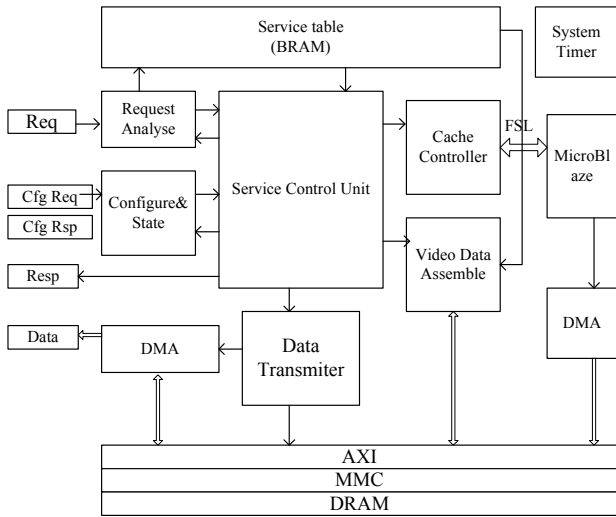 Service table
(BRAM)
System
Timer
Req
Request
Analyse
Service Control Unit
Cache
Controller
FSL
MicroBl
aze
Cfg Req
Cfg Rsp
Configure&
State
Video Data
Assemble
Resp
Data
DMA
Data
Transmiter
DMA
AXI
MMC
DRAM